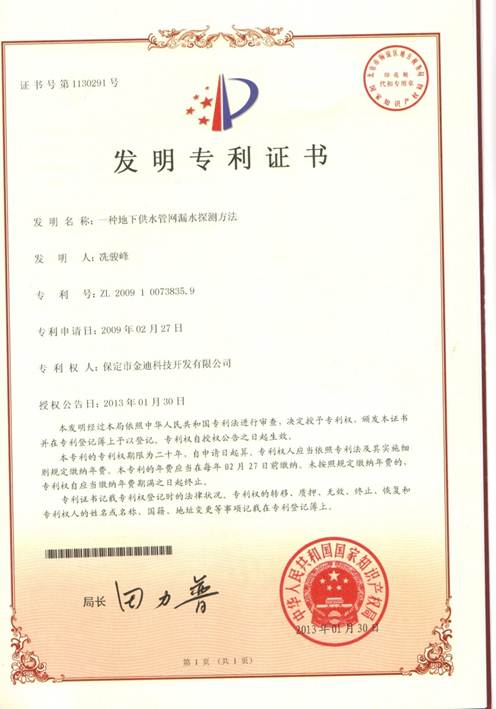 证书号第1130291号
印花税
代扣专用章
国家知识产权局
发明专利证书
发 明 名 称：一种地下供水管网漏水探测方法
发 明 人：冼骏峰
专 利 号：ZL 2009 1 0073835.9
专利申请日：2009年02月27日
专 利 权 人：保定市金迪科技开发有限公司
授权公告日：2013年01月30日
本发明经过本局依照中华人民共和国专利法进行审查，决定授予专利权，颁发本证书
并在专利登记簿上予以登记。专利权自授权公告之日起生效。
本专利的专利权期限为二十年，自申请日起算。专利权人应当依照专利法及其实施细
则规定缴纳年费。本专利的年费应当在每年02月27日前缴纳。未按照规定缴纳年费的，
专利权自应当缴纳年费期满之日起终止。
专利证书记载专利权登记时的法律状况。专利权的转移、质押、无效、终止、恢复和
专利权人的姓名或名称、国籍、地址变更等事项记载在专利登记簿上。
局长
田力普
中华人民共和国国家知识产权局
2013年01月30日
第1页（共1页）